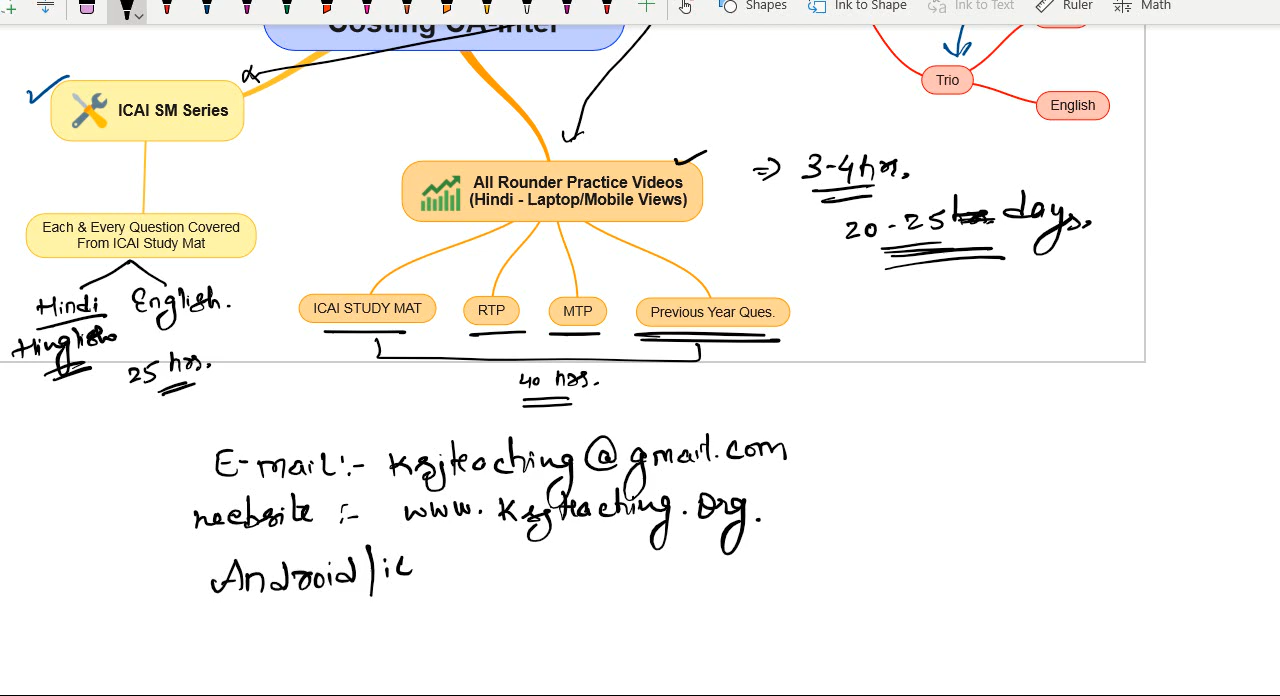 Shapes
Ink to Shape
Ink to Text
Ruler
Math
Costing CA Inter
Trio
ICAI SM Series
English
All Rounder Practice Videos
(Hindi - Laptop/Mobile Views)
⇒ 3-4 hrs.
20 - 25 days.
Each & Every Question Covered
From ICAI Study Mat
Hindi
English.
Hinglish
25 hrs.
ICAI STUDY MAT
RTP
MTP
Previous Year Ques.
40 hrs.
E-mail :- ksjteaching@gmail.com
website :- www.ksjteaching.org.
Android/ic